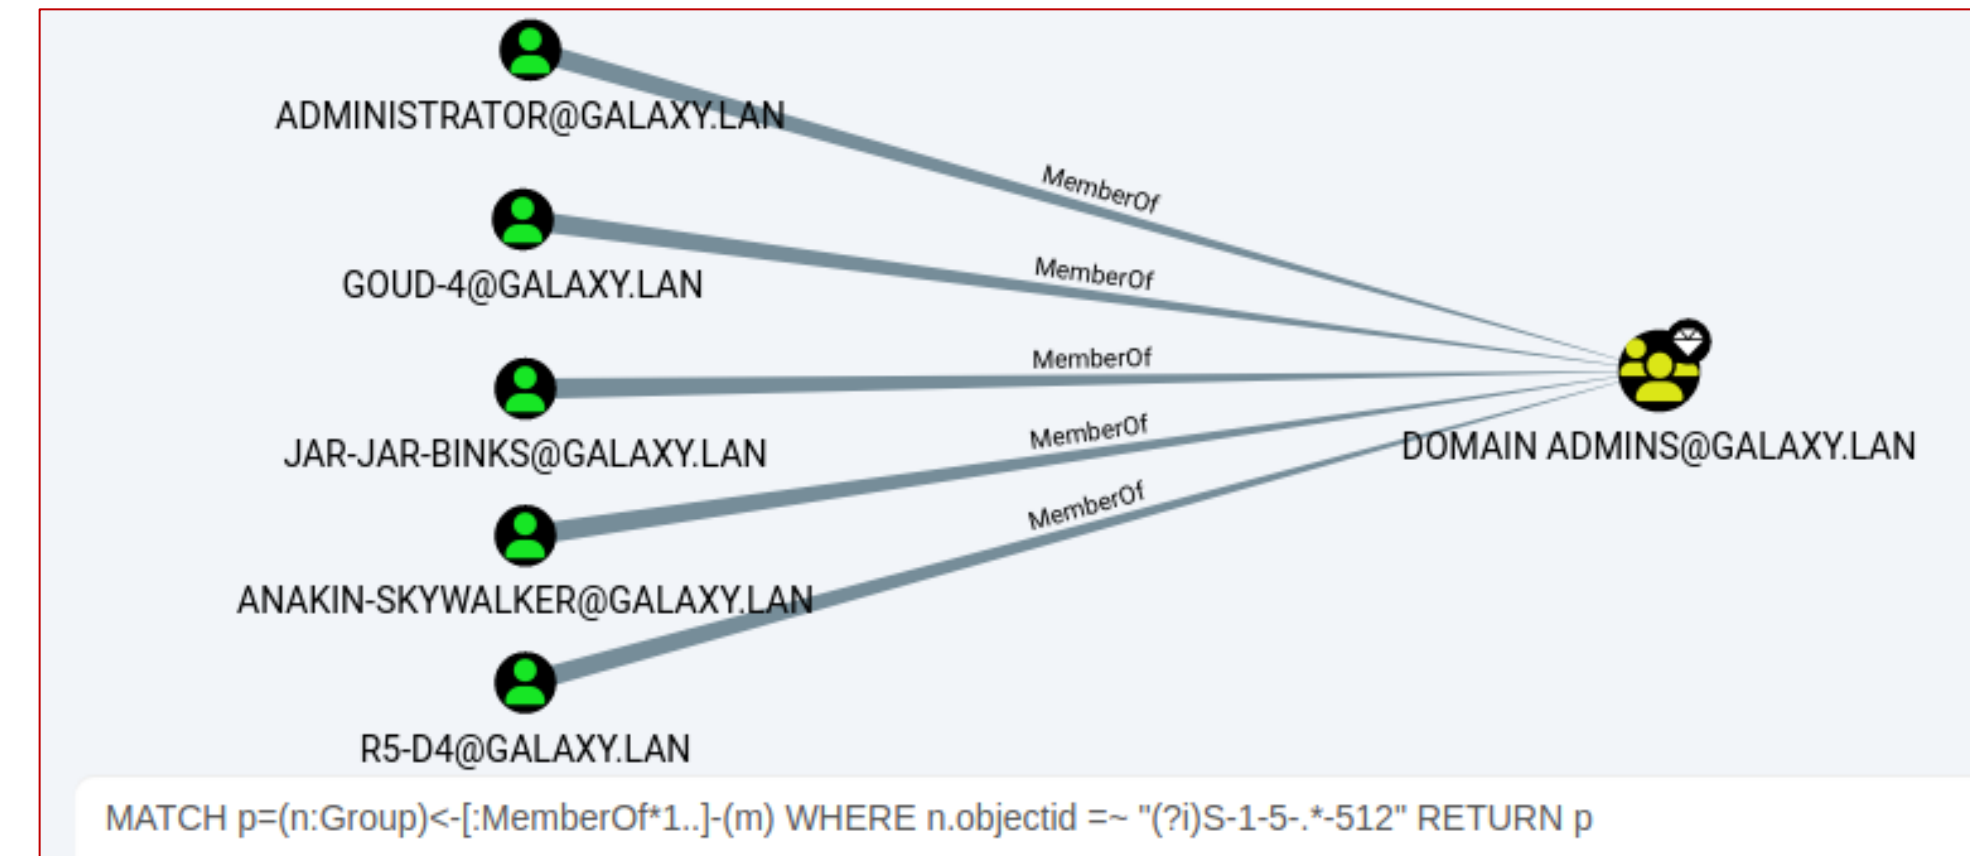 ADMINISTRATOR@GALAXY.LAN
MemberOf
GOUD-4@GALAXY.LAN
MemberOf
MemberOf
JAR-JAR-BINKS@GALAXY.LAN
MemberOf
DOMAIN ADMINS@GALAXY.LAN
MemberOf
ANAKIN-SKYWALKER@GALAXY.LAN
R5-D4@GALAXY.LAN
MATCH p=(n:Group)<-[:MemberOf*1..]-(m) WHERE n.objectid =~ "(?i)S-1-5-.*-512" RETURN p